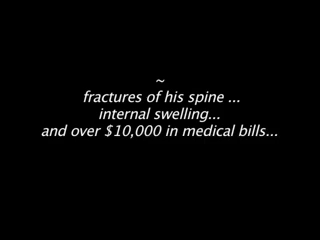 ~
fractures of his spine ...
internal swelling...
and over $10,000 in medical bills...